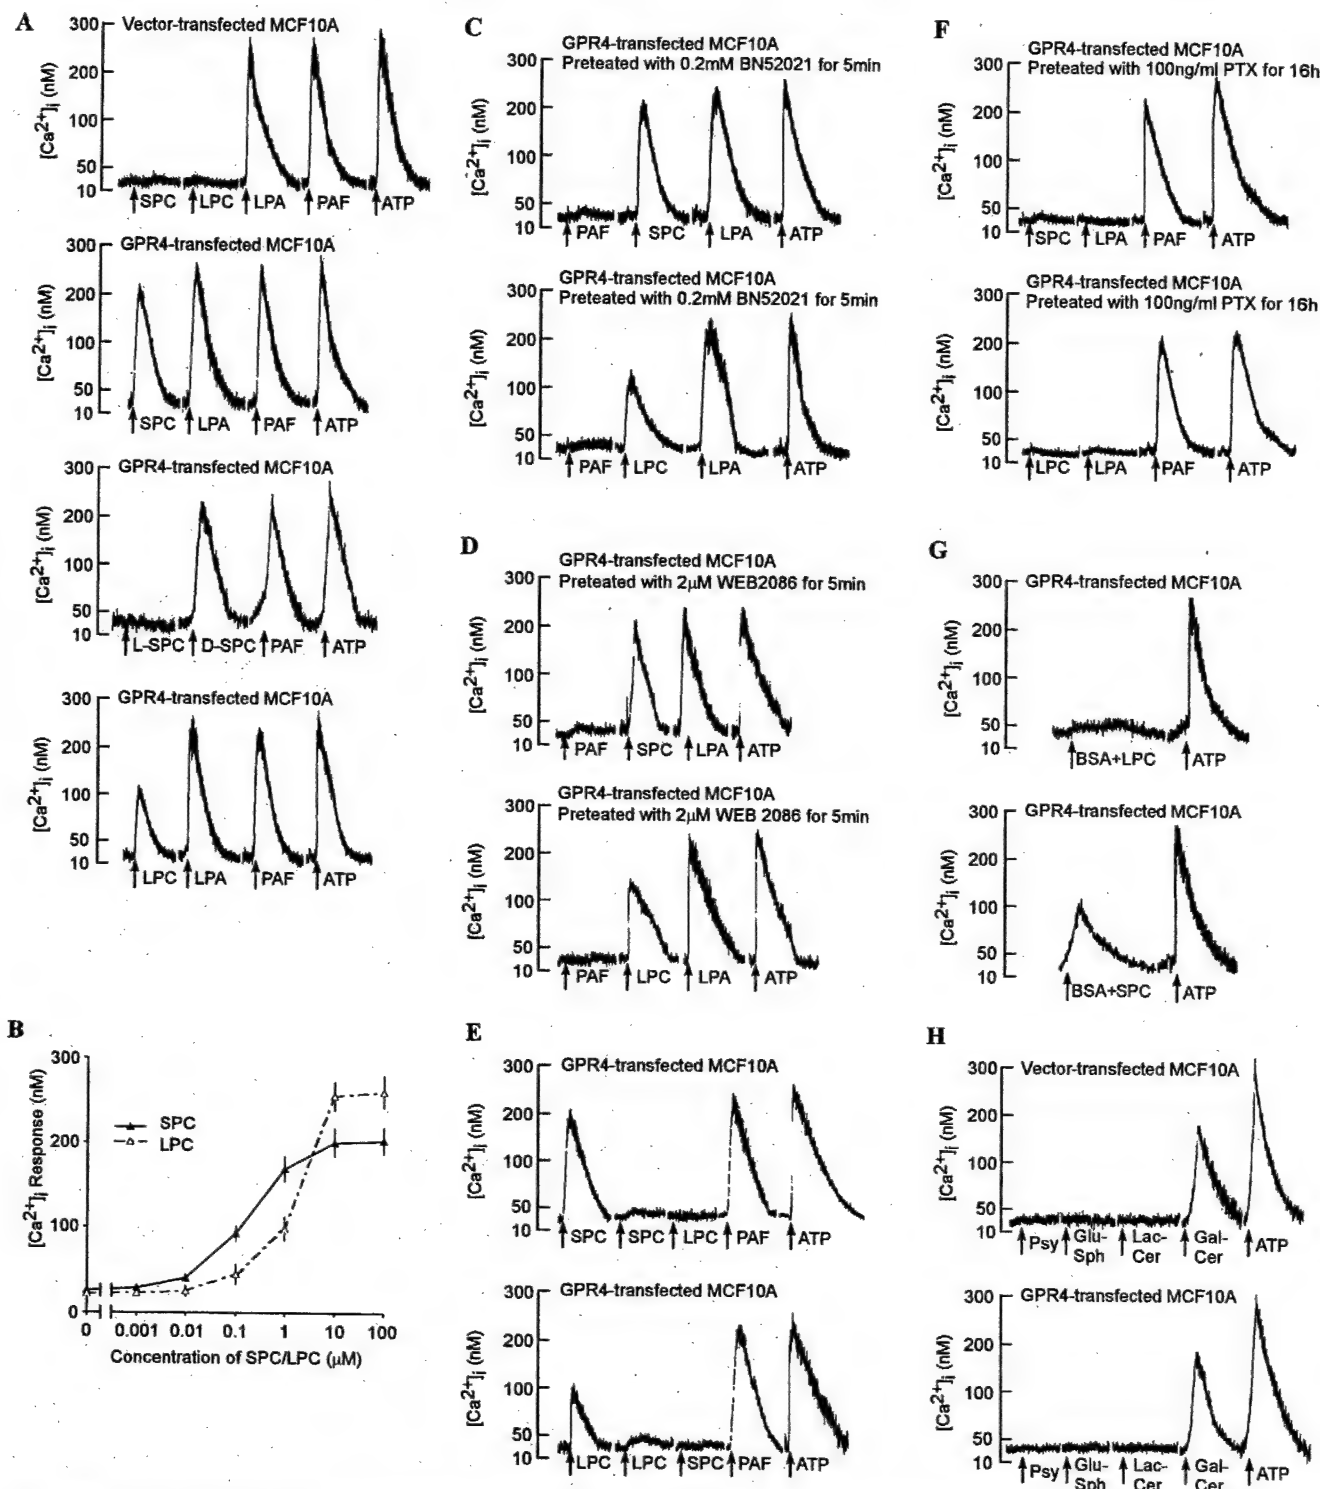 A
Vector-transfected MCF10A
[Ca2+]i (nM)
300
200
100
50
10
SPC LPC LPA PAF ATP
GPR4-transfected MCF10A
[Ca2+]i (nM)
300
200
100
50
10
SPC LPA PAF ATP
GPR4-transfected MCF10A
[Ca2+]i (nM)
300
200
100
50
10
L-SPC D-SPC PAF ATP
GPR4-transfected MCF10A
[Ca2+]i (nM)
300
200
100
50
10
LPC LPA PAF ATP
B
[Ca2+]i Response (nM)
300
200
100
0
SPC
LPC
0 0.001 0.01 0.1 1 10 100
Concentration of SPC/LPC (μM)
C
GPR4-transfected MCF10A
Pretreated with 0.2mM BN52021 for 5min
[Ca2+]i (nM)
300
200
100
50
10
PAF SPC LPA ATP
GPR4-transfected MCF10A
Pretreated with 0.2mM BN52021 for 5min
[Ca2+]i (nM)
300
200
100
50
10
PAF LPC LPA ATP
D
GPR4-transfected MCF10A
Pretreated with 2μM WEB2086 for 5min
[Ca2+]i (nM)
300
200
100
50
10
PAF SPC LPA ATP
GPR4-transfected MCF10A
Pretreated with 2μM WEB 2086 for 5min
[Ca2+]i (nM)
300
200
100
50
10
PAF LPC LPA ATP
E
GPR4-transfected MCF10A
[Ca2+]i (nM)
300
200
100
50
10
SPC SPC LPC PAF ATP
GPR4-transfected MCF10A
[Ca2+]i (nM)
300
200
100
50
10
LPC LPC SPC PAF ATP
F
GPR4-transfected MCF10A
Pretreated with 100ng/ml PTX for 16h
[Ca2+]i (nM)
300
200
100
50
10
SPC LPA PAF ATP
GPR4-transfected MCF10A
Pretreated with 100ng/ml PTX for 16h
[Ca2+]i (nM)
300
200
100
50
10
LPC LPA PAF ATP
G
GPR4-transfected MCF10A
[Ca2+]i (nM)
300
200
100
50
10
BSA+LPC ATP
GPR4-transfected MCF10A
[Ca2+]i (nM)
300
200
100
50
10
BSA+SPC ATP
H
Vector-transfected MCF10A
[Ca2+]i (nM)
300
200
100
50
10
Psy Glu- Lac- Gal- ATP
Sph Cer Cer
GPR4-transfected MCF10A
[Ca2+]i (nM)
300
200
100
50
10
Psy Glu- Lac- Gal- ATP
Sph Cer Cer